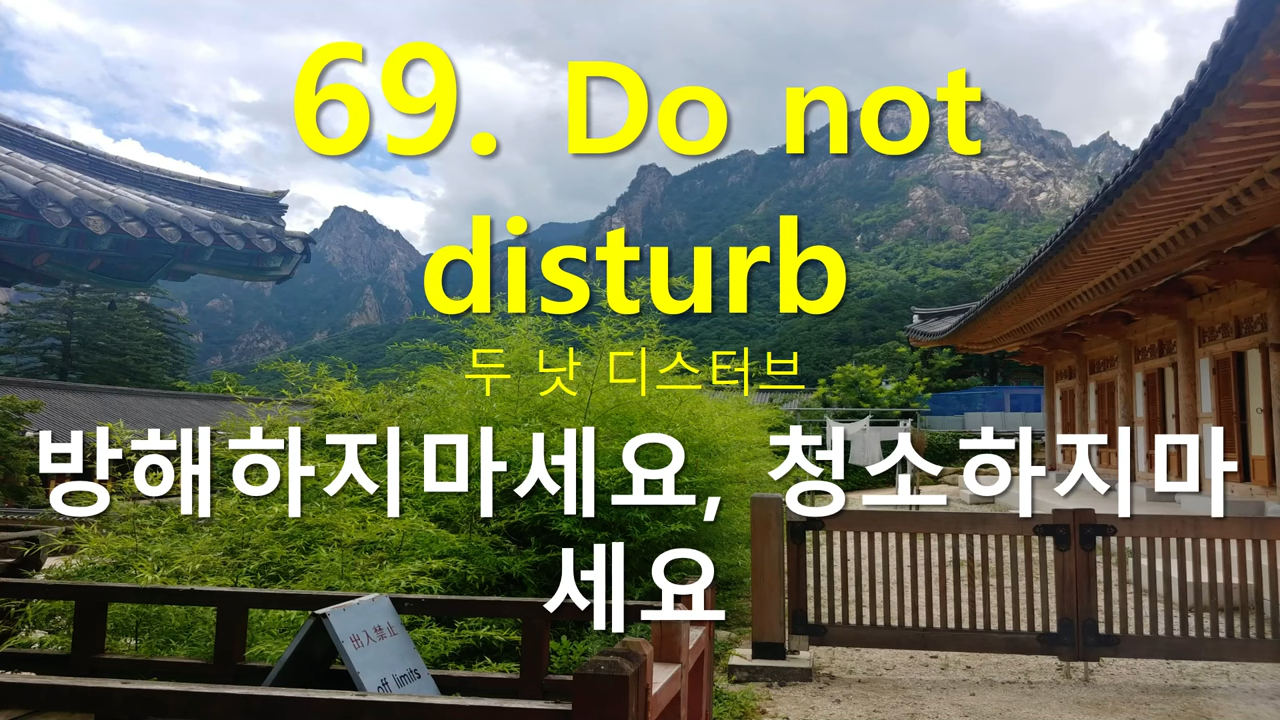 69. Do not
disturb
두 낫 디스터브
방해하지마세요, 청소하지마
세요
出入禁止
off limits